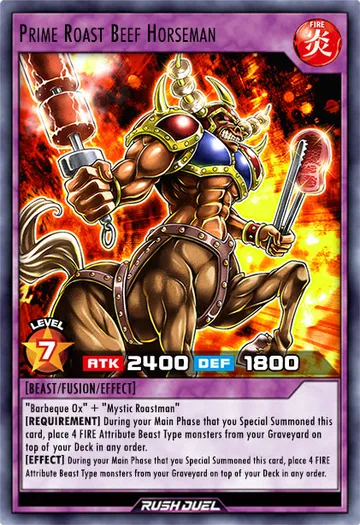 Prime Roast Beef Horseman
FIRE
炎
LEVEL
7
ATK 2400 DEF 1800
[BEAST/FUSION/EFFECT]
"Barbeque Ox" + "Mystic Roastman"
[REQUIREMENT] During your Main Phase that you Special Summoned this
card, place 4 FIRE Attribute Beast Type monsters from your Graveyard on
top of your Deck in any order.
[EFFECT] During your Main Phase that you Special Summoned this card, place 4 FIRE
Attribute Beast Type monsters from your Graveyard on top of your Deck in any order.
RUSH DUEL